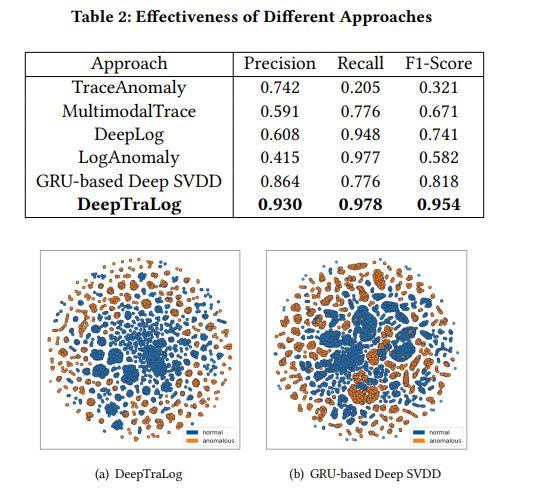 Table 2: Effectiveness of Different Approaches
Approach Precision Recall F1-Score
TraceAnomaly 0.742 0.205 0.321
MultimodalTrace 0.591 0.776 0.671
DeepLog 0.608 0.948 0.741
LogAnomaly 0.415 0.977 0.582
GRU-based Deep SVDD 0.864 0.776 0.818
DeepTraLog 0.930 0.978 0.954
normal
anomalous
normal
anomalous
(a) DeepTraLog
(b) GRU-based Deep SVDD